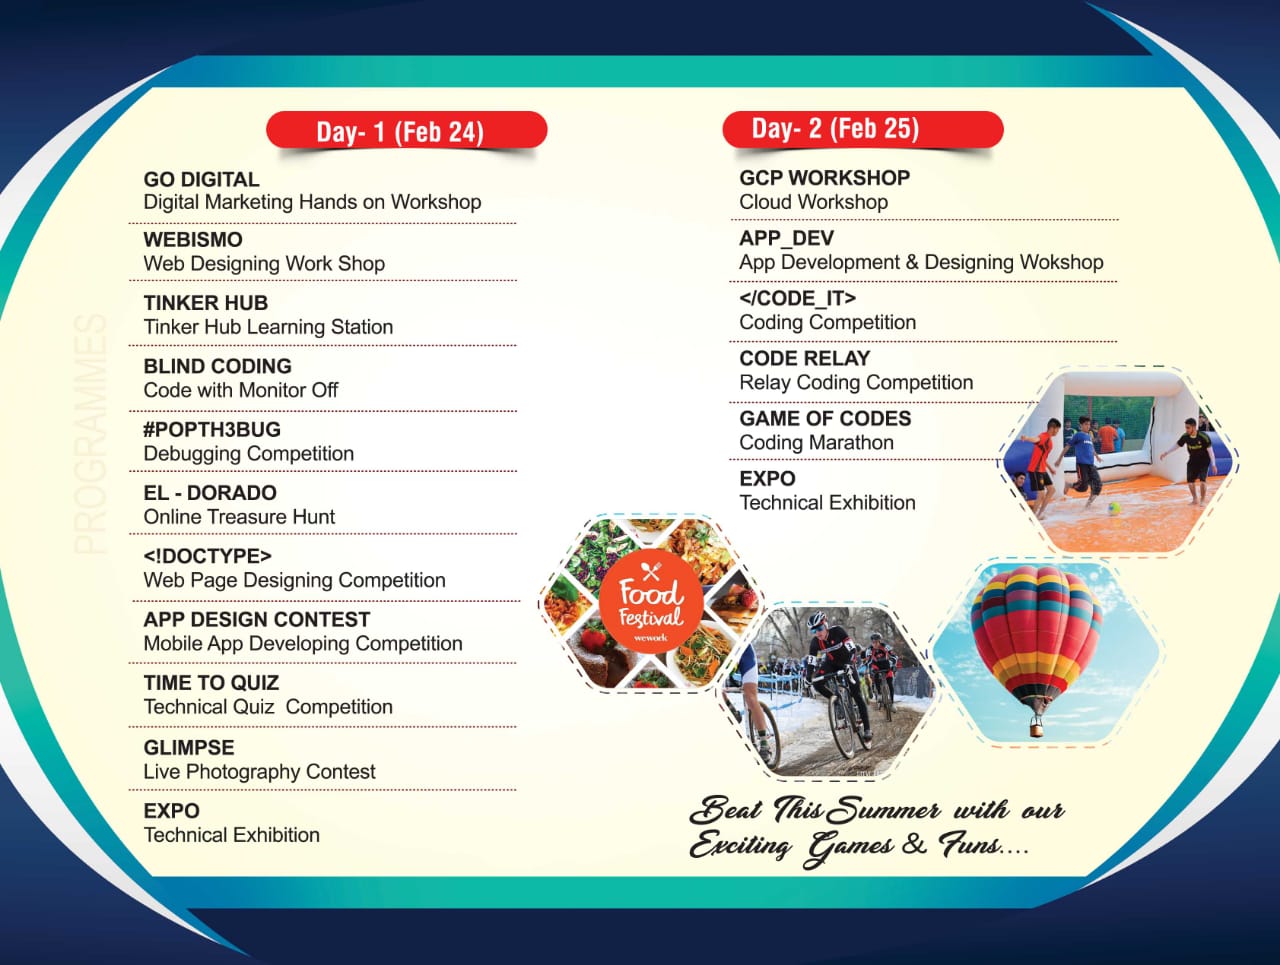 PROGRAMMES
Day- 1 (Feb 24)
GO DIGITAL
Digital Marketing Hands on Workshop
WEBISMO
Web Designing Work Shop
TINKER HUB
Tinker Hub Learning Station
BLIND CODING
Code with Monitor Off
#POPTH3BUG
Debugging Competition
EL - DORADO
Online Treasure Hunt
<!DOCTYPE>
Web Page Designing Competition
APP DESIGN CONTEST
Mobile App Developing Competition
TIME TO QUIZ
Technical Quiz  Competition
GLIMPSE
Live Photography Contest
EXPO
Technical Exhibition
Day- 2 (Feb 25)
GCP WORKSHOP
Cloud Workshop
APP_DEV
App Development & Designing Wokshop
</CODE_IT>
Coding Competition
CODE RELAY
Relay Coding Competition
GAME OF CODES
Coding Marathon
EXPO
Technical Exhibition
Food
Festival
wework
Beat This Summer with our
Exciting Games & Funs....